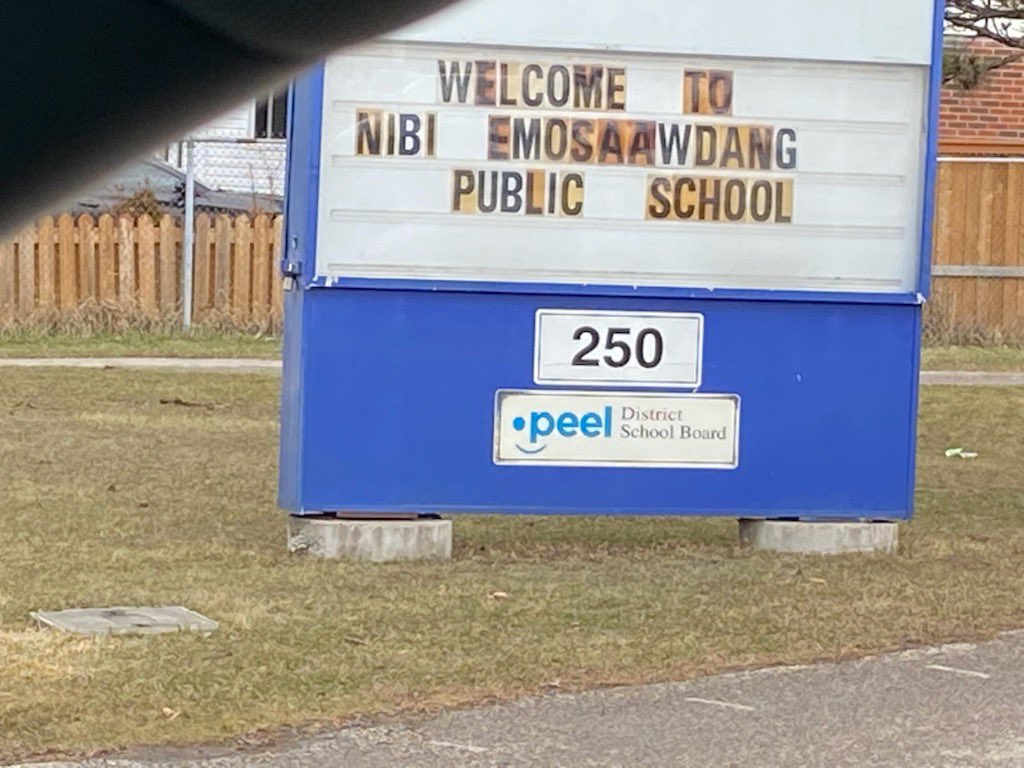 WELCOME TO
NIBI EMOSAAWDANG
PUBLIC SCHOOL
250
peel District
School Board